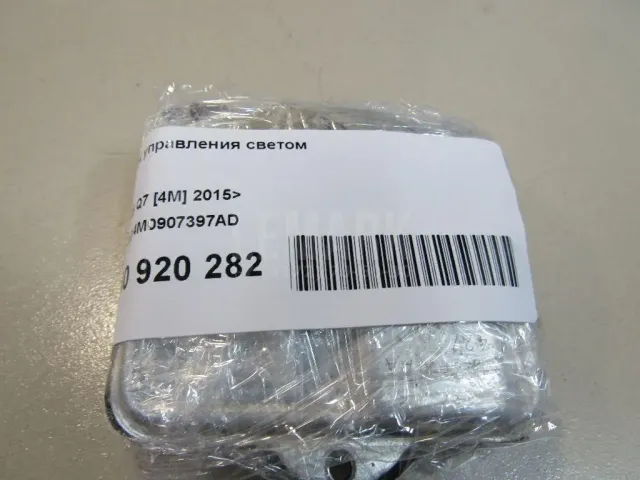 управления светом
Q7 [4M] 2015>
4M0907397AD
0 920 282